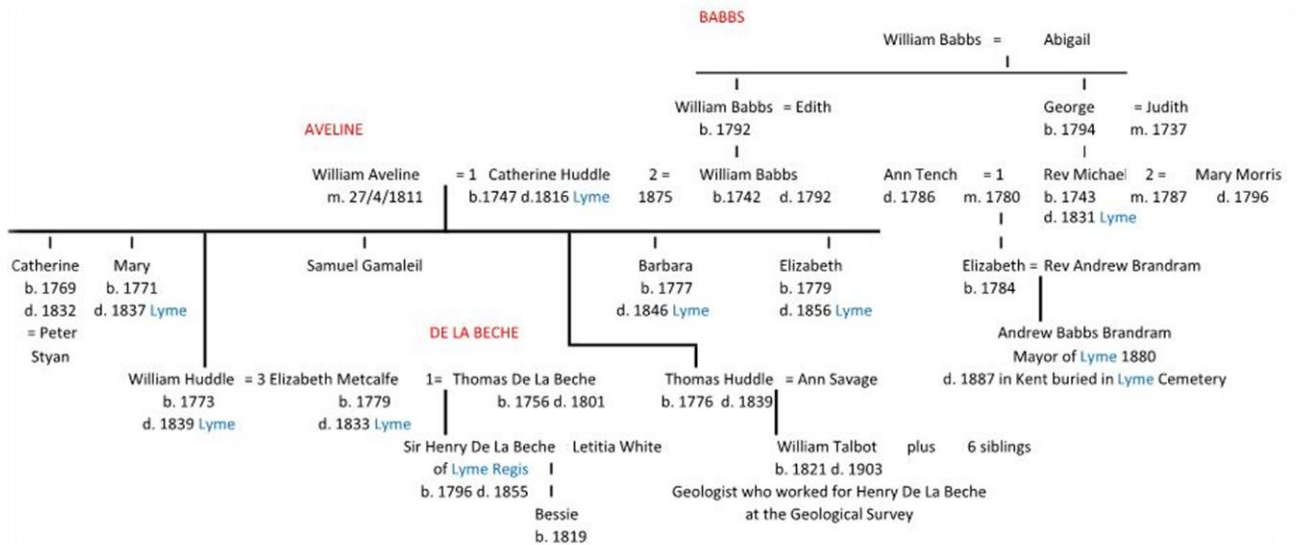 BABBS
William Babbs = Abigail
William Babbs = Edith George = Judith
b. 1792 b. 1794 m. 1737
AVELINE
William Aveline = 1 Catherine Huddle 2 = William Babbs Ann Tench = 1 Rev Michael 2 = Mary Morris
m. 27/4/1811 b.1747 d.1816 Lyme 1875 b.1742 d. 1792 d. 1786 m. 1780 b. 1743 m. 1787 d. 1796
d. 1831 Lyme
Catherine Mary Samuel Gamaleil Barbara Elizabeth Elizabeth = Rev Andrew Brandram
b. 1769 b. 1771 b. 1777 b. 1779 b. 1784
d. 1832 d. 1837 Lyme d. 1846 Lyme d. 1856 Lyme
= Peter DE LA BECHE Andrew Babbs Brandram
Styan Mayor of Lyme 1880
William Huddle = 3 Elizabeth Metcalfe 1= Thomas De La Beche Thomas Huddle = Ann Savage d. 1887 in Kent buried in Lyme Cemetery
b. 1773 b. 1779 b. 1756 d. 1801 b. 1776 d. 1839
d. 1839 Lyme d. 1833 Lyme
Sir Henry De La Beche Letitia White William Talbot plus 6 siblings
of Lyme Regis b. 1821 d. 1903
b. 1796 d. 1855 Geologist who worked for Henry De La Beche
Bessie at the Geological Survey
b. 1819